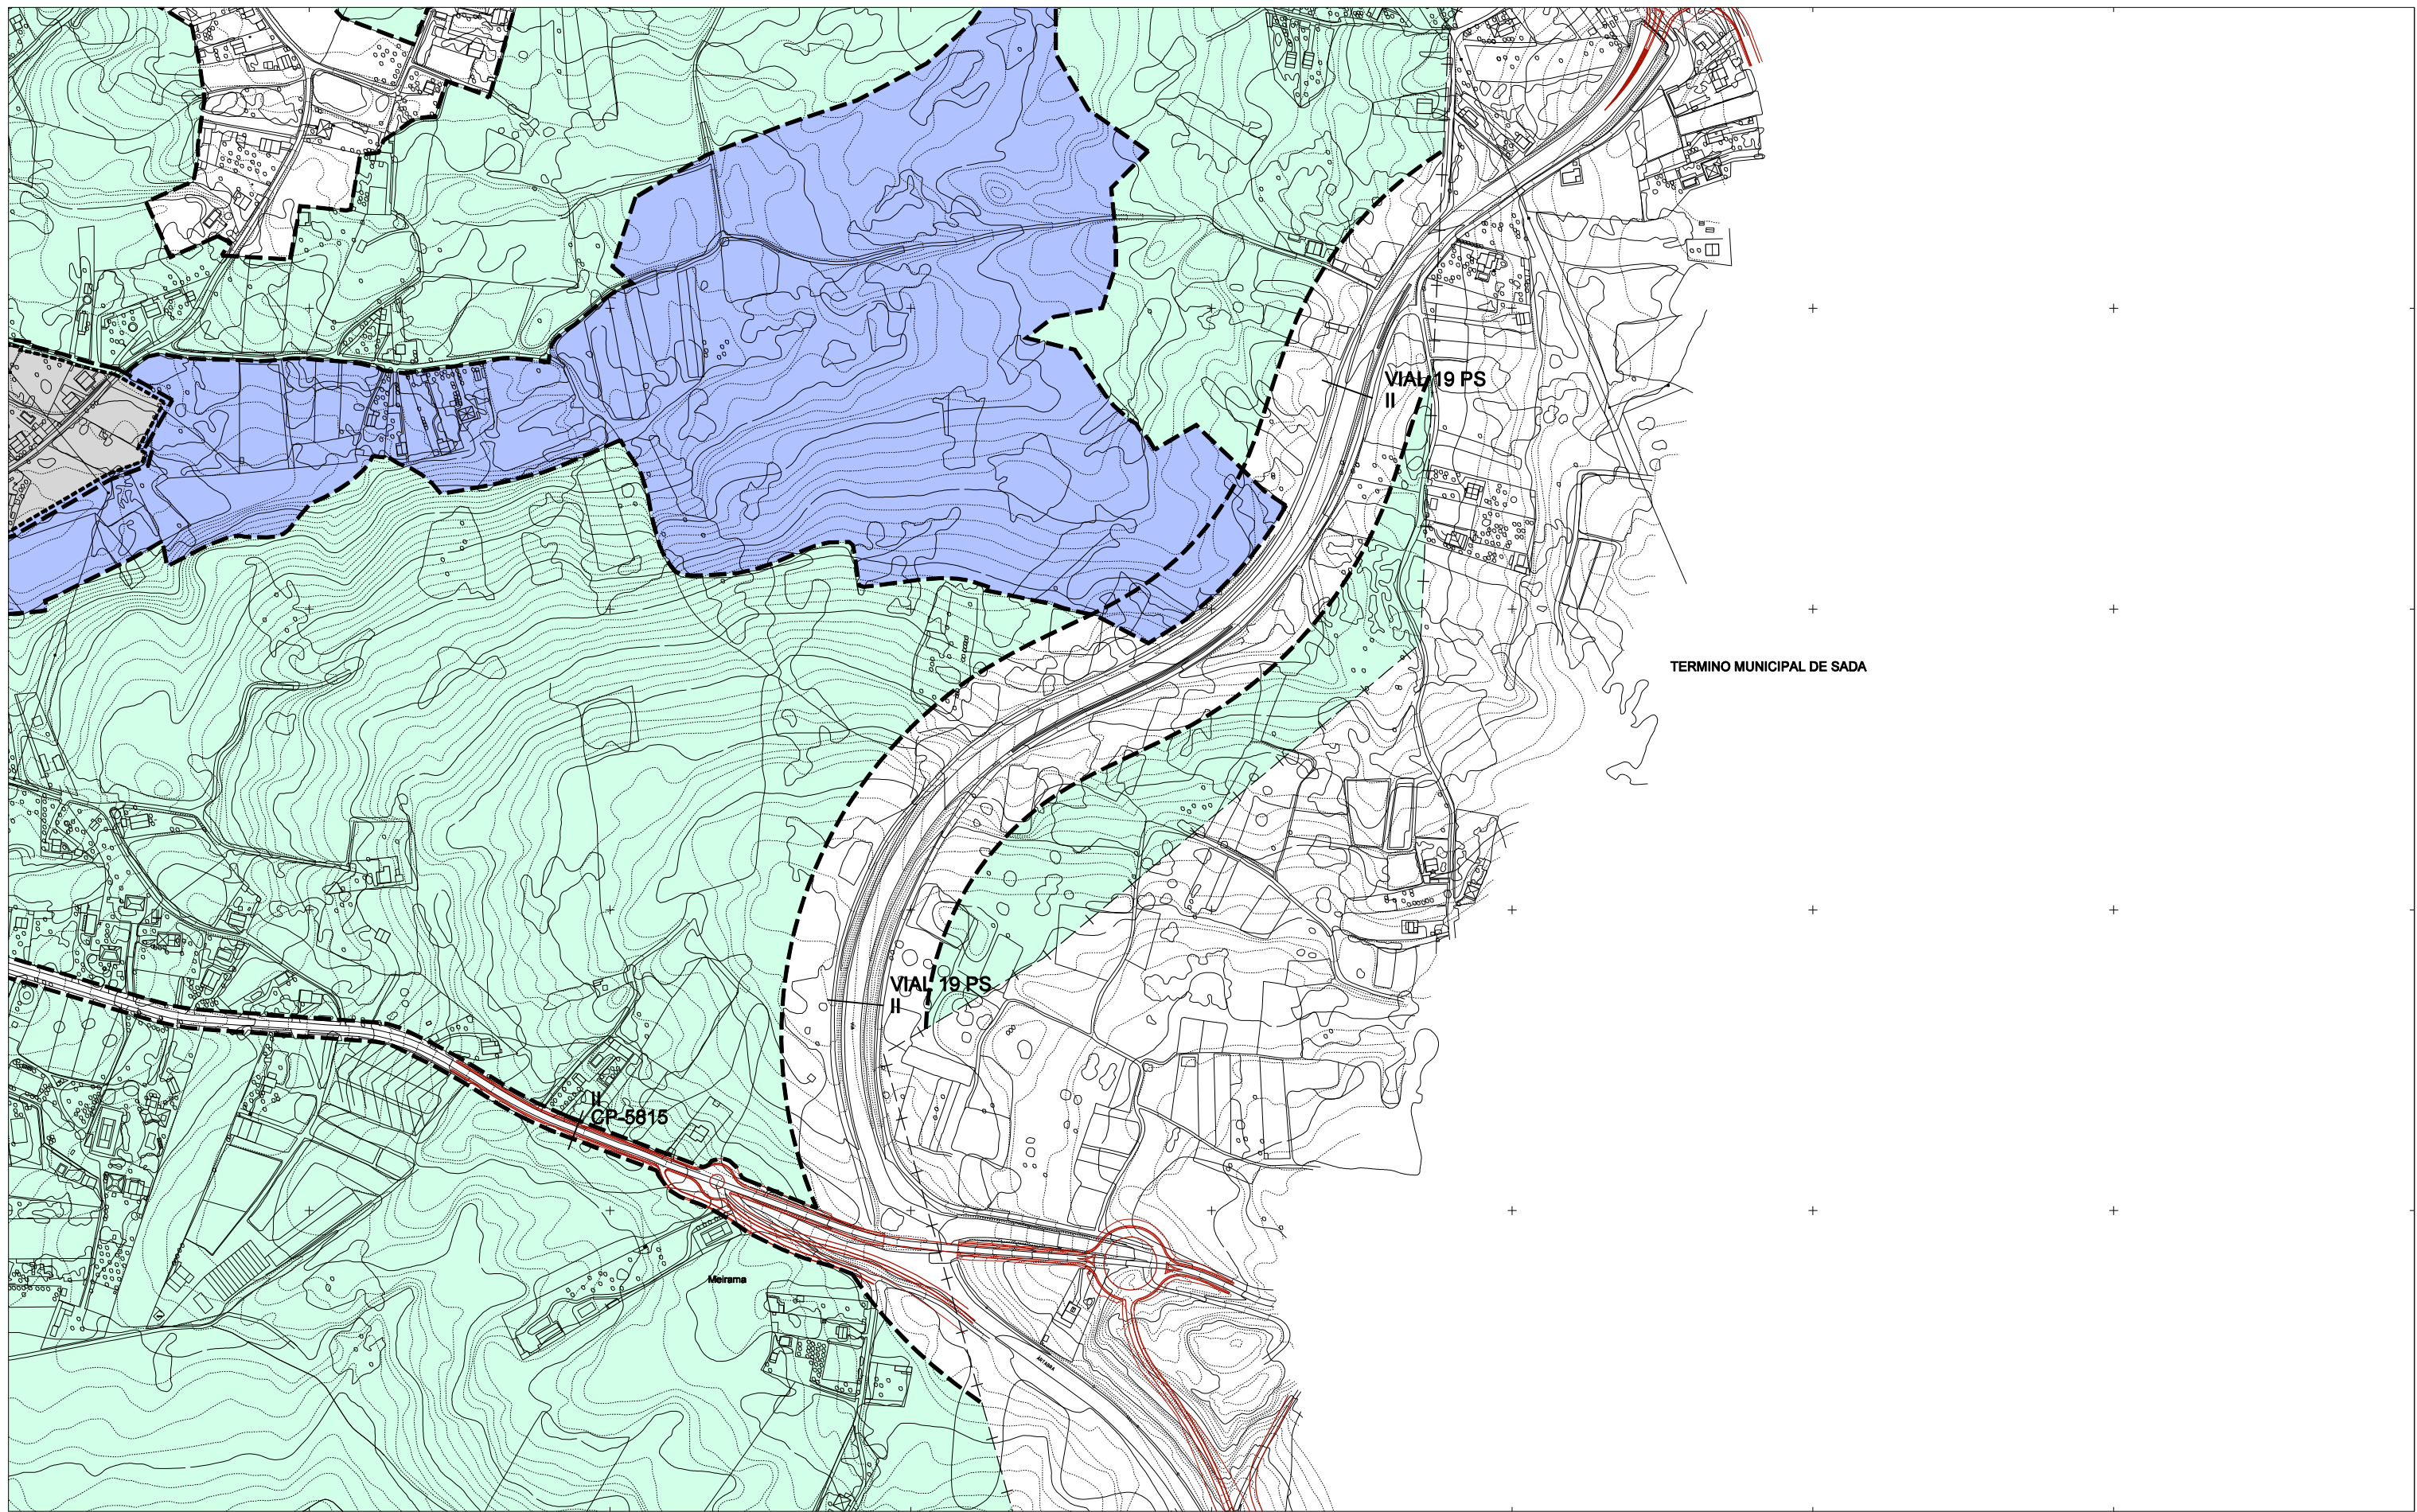 VIAL 19 PS
II
TERMINO MUNICIPAL DE SADA
VIAL 19 PS
II
II
CP-5815
Meirama